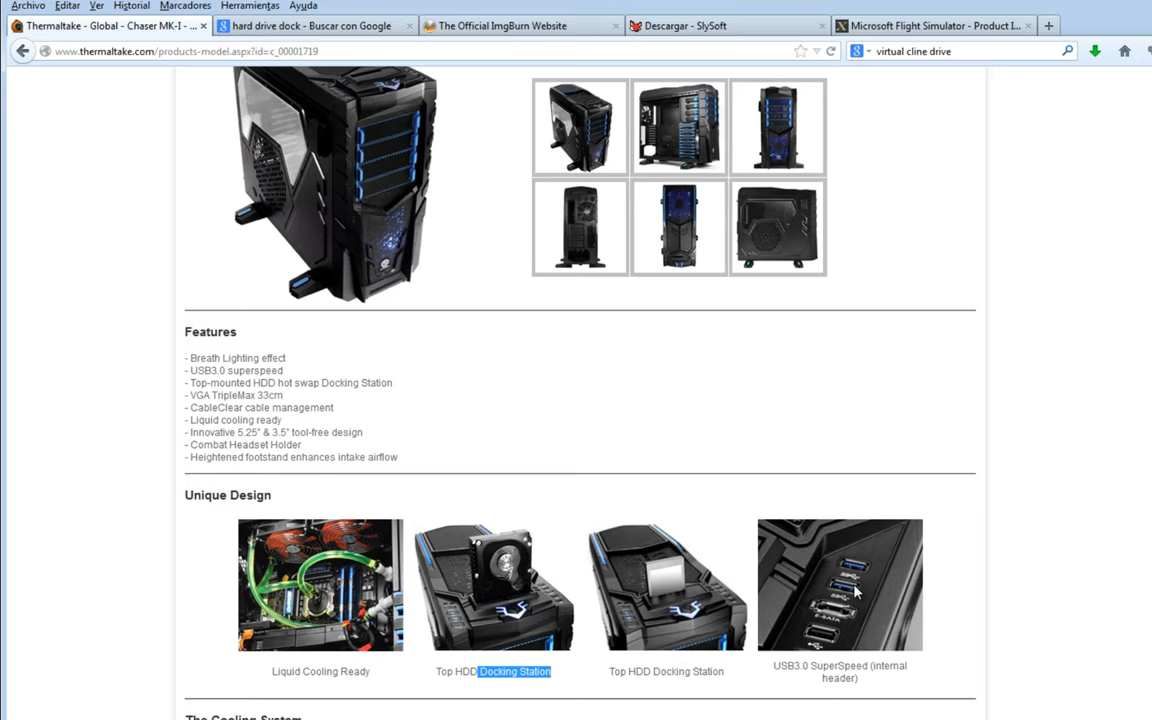 Archivo Editar Ver Historial Marcadores Herramientas Ayuda
Thermaltake - Global - Chaser MK-I - ... × hard drive dock - Buscar con Google × The Official ImgBurn Website × Descargar - SlySoft × Microsoft Flight Simulator - Product I... × +
www.thermaltake.com/products-model.aspx?id=c_00001719 virtual cline drive
Features
- Breath Lighting effect
- USB3.0 superspeed
- Top-mounted HDD hot swap Docking Station
- VGA TripleMax 33cm
- CableClear cable management
- Liquid cooling ready
- Innovative 5.25" & 3.5" tool-free design
- Combat Headset Holder
- Heightened footstand enhances intake airflow
Unique Design
E-SATA
Liquid Cooling Ready
Top HDD Docking Station
Top HDD Docking Station
USB3.0 SuperSpeed (internal
header)
The Cooling System